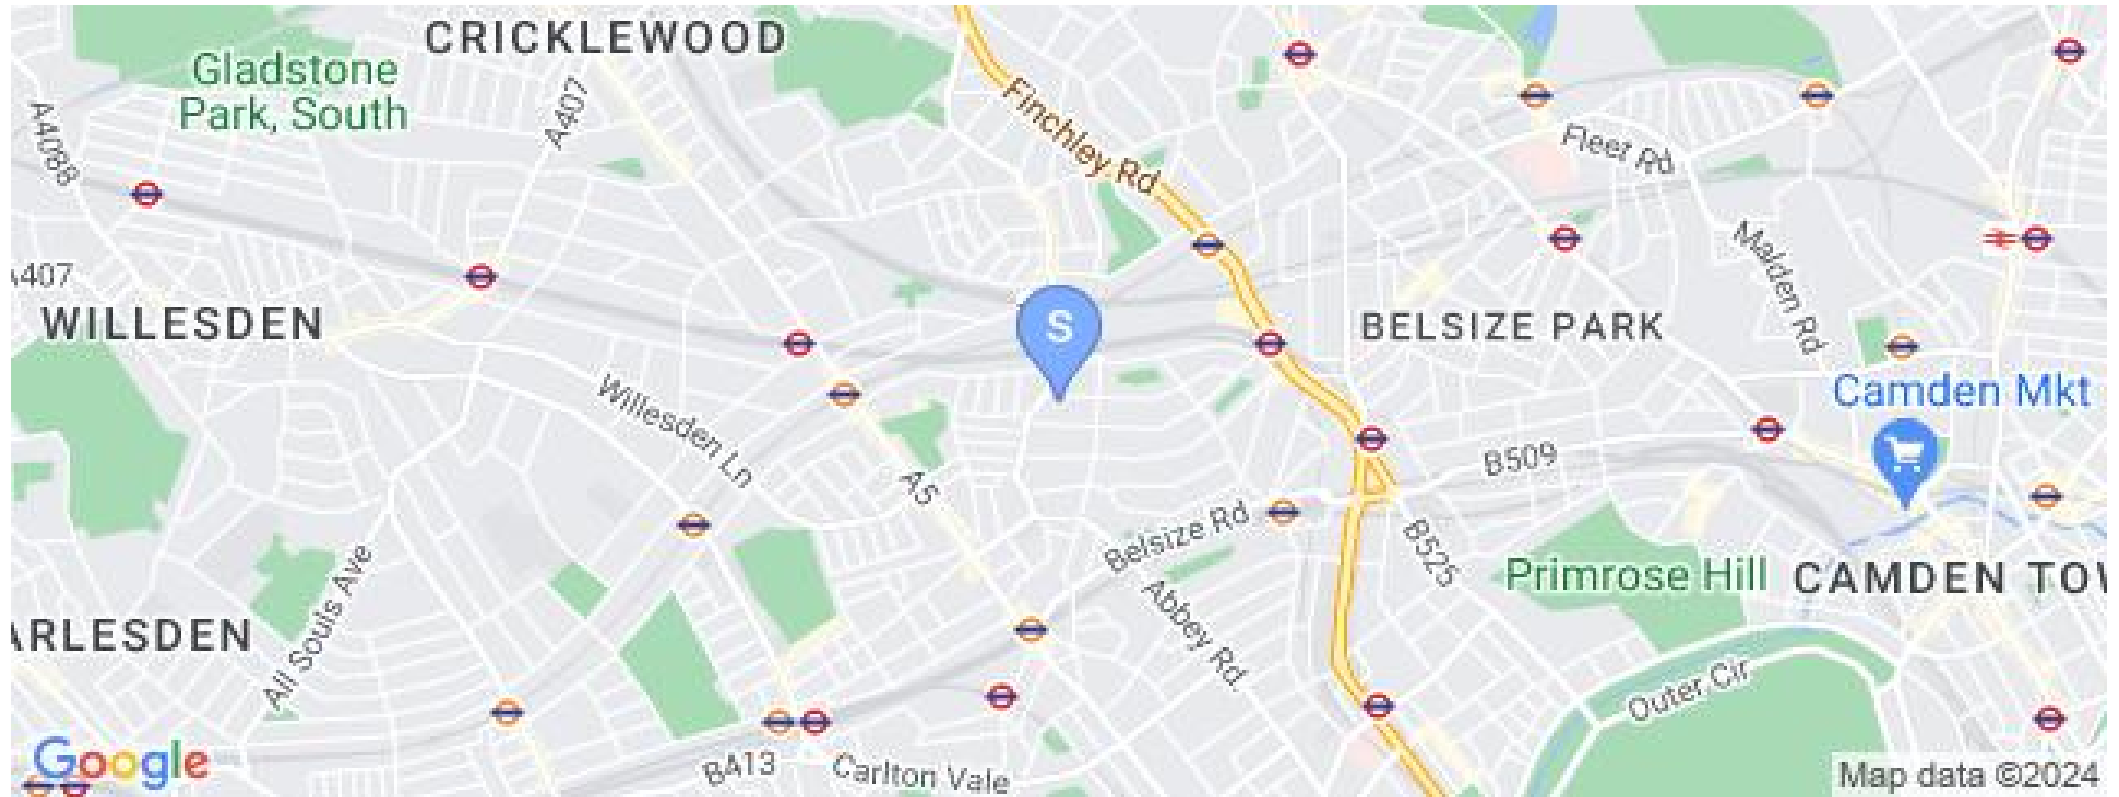 CRICKLEWOOD
Gladstone
Park, South
A407
A4088
Finchley Rd
Fleet Rd
Malden Rd
A407
WILLESDEN
S
BELSIZE PARK
Camden Mkt
Willesden Ln
A5
B509
Belsize Rd
B525
Primrose Hill
CAMDEN TOW
All Souls Ave
ARLESDEN
Abbey Rd
Outer Cir
Google
B413
Carlton Vale
Map data ©2024